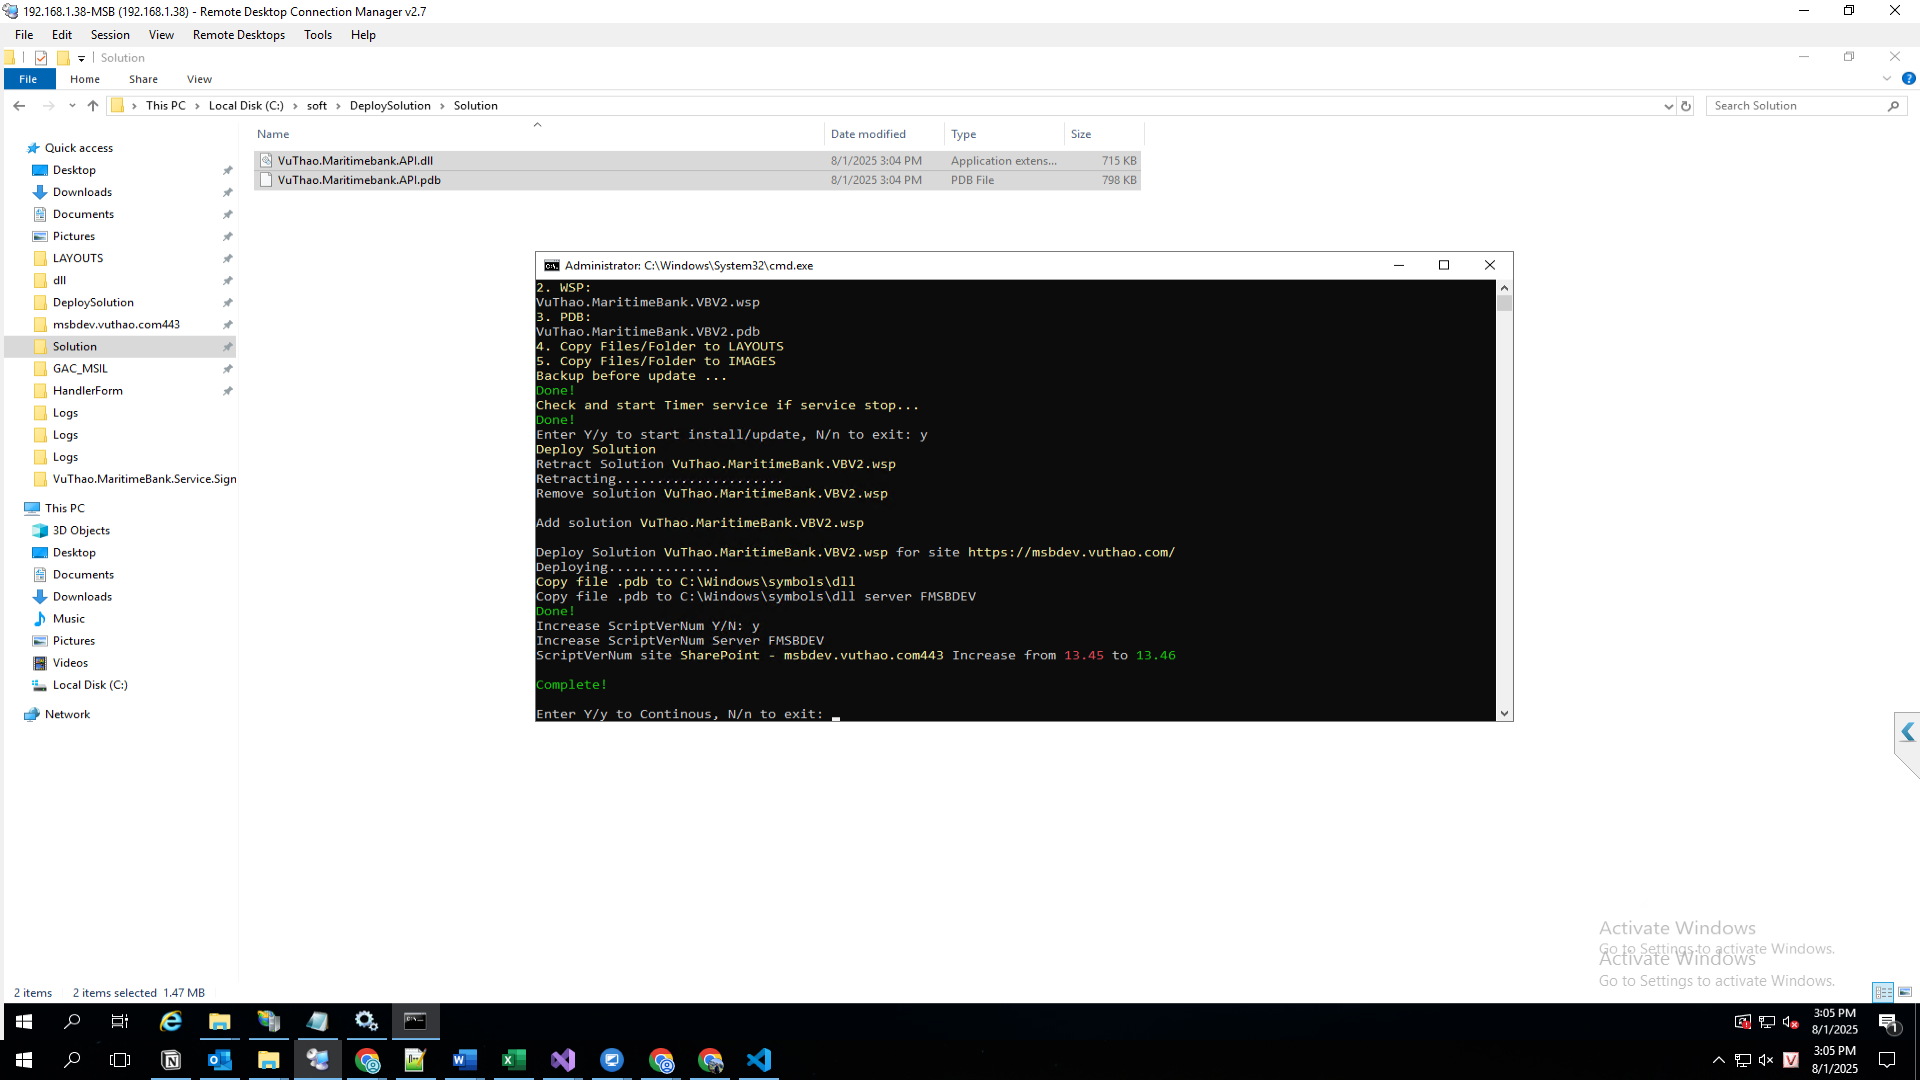 192.168.1.38-MSB (192.168.1.38) - Remote Desktop Connection Manager v2.7
File Edit Session View Remote Desktops Tools Help
Solution
File Home Share View
This PC Local Disk (C:) soft DeploySolution Solution
Search Solution
Name Date modified Type Size
VuThao.Maritimebank.API.dll 8/1/2025 3:04 PM Application extens... 715 KB
VuThao.Maritimebank.API.pdb 8/1/2025 3:04 PM PDB File 798 KB
Quick access
Desktop
Downloads
Documents
Pictures
LAYOUTS
dll
DeploySolution
msbdev.vuthao.com443
Solution
GAC_MSIL
HandlerForm
Logs
Logs
Logs
VuThao.MaritimeBank.Service.Sign
This PC
3D Objects
Desktop
Documents
Downloads
Music
Pictures
Videos
Local Disk (C:)
Network
Administrator: C:\Windows\System32\cmd.exe
2. WSP:
VuThao.MaritimeBank.VBV2.wsp
3. PDB:
VuThao.MaritimeBank.VBV2.pdb
4. Copy Files/Folder to LAYOUTS
5. Copy Files/Folder to IMAGES
Backup before update ...
Done!
Check and start Timer service if service stop...
Done!
Enter Y/y to start install/update, N/n to exit: y
Deploy Solution
Retract Solution VuThao.MaritimeBank.VBV2.wsp
Retracting.....................
Remove solution VuThao.MaritimeBank.VBV2.wsp
Add solution VuThao.MaritimeBank.VBV2.wsp
Deploy Solution VuThao.MaritimeBank.VBV2.wsp for site https://msbdev.vuthao.com/
Deploying..............
Copy file .pdb to C:\Windows\symbols\dll
Copy file .pdb to C:\Windows\symbols\dll server FMSBDEV
Done!
Increase ScriptVerNum Y/N: y
Increase ScriptVerNum Server FMSBDEV
ScriptVerNum site SharePoint - msbdev.vuthao.com443 Increase from 13.45 to 13.46
Complete!
Enter Y/y to Continous, N/n to exit:
Activate Windows
Go to Settings to activate Windows.
Activate Windows
Go to Settings to activate Windows.
2 items 2 items selected 1.47 MB
3:05 PM
8/1/2025
1
3:05 PM
8/1/2025